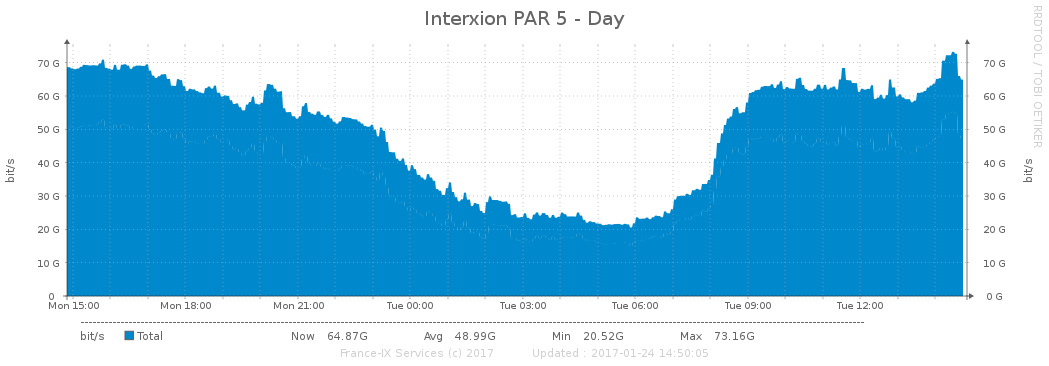 Interxion PAR 5 - Day
RRDTOOL / TOBI OETIKER
bit/s
70 G 70 G
60 G 60 G
50 G 50 G
40 G 40 G
30 G 30 G
20 G 20 G
10 G 10 G
0 0 G
bit/s
Mon 15:00 Mon 18:00 Mon 21:00 Tue 00:00 Tue 03:00 Tue 06:00 Tue 09:00 Tue 12:00
bit/s Total Now 64.87G Avg 48.99G Min 20.52G Max 73.16G
France-IX Services (c) 2017 Updated : 2017-01-24 14:50:05